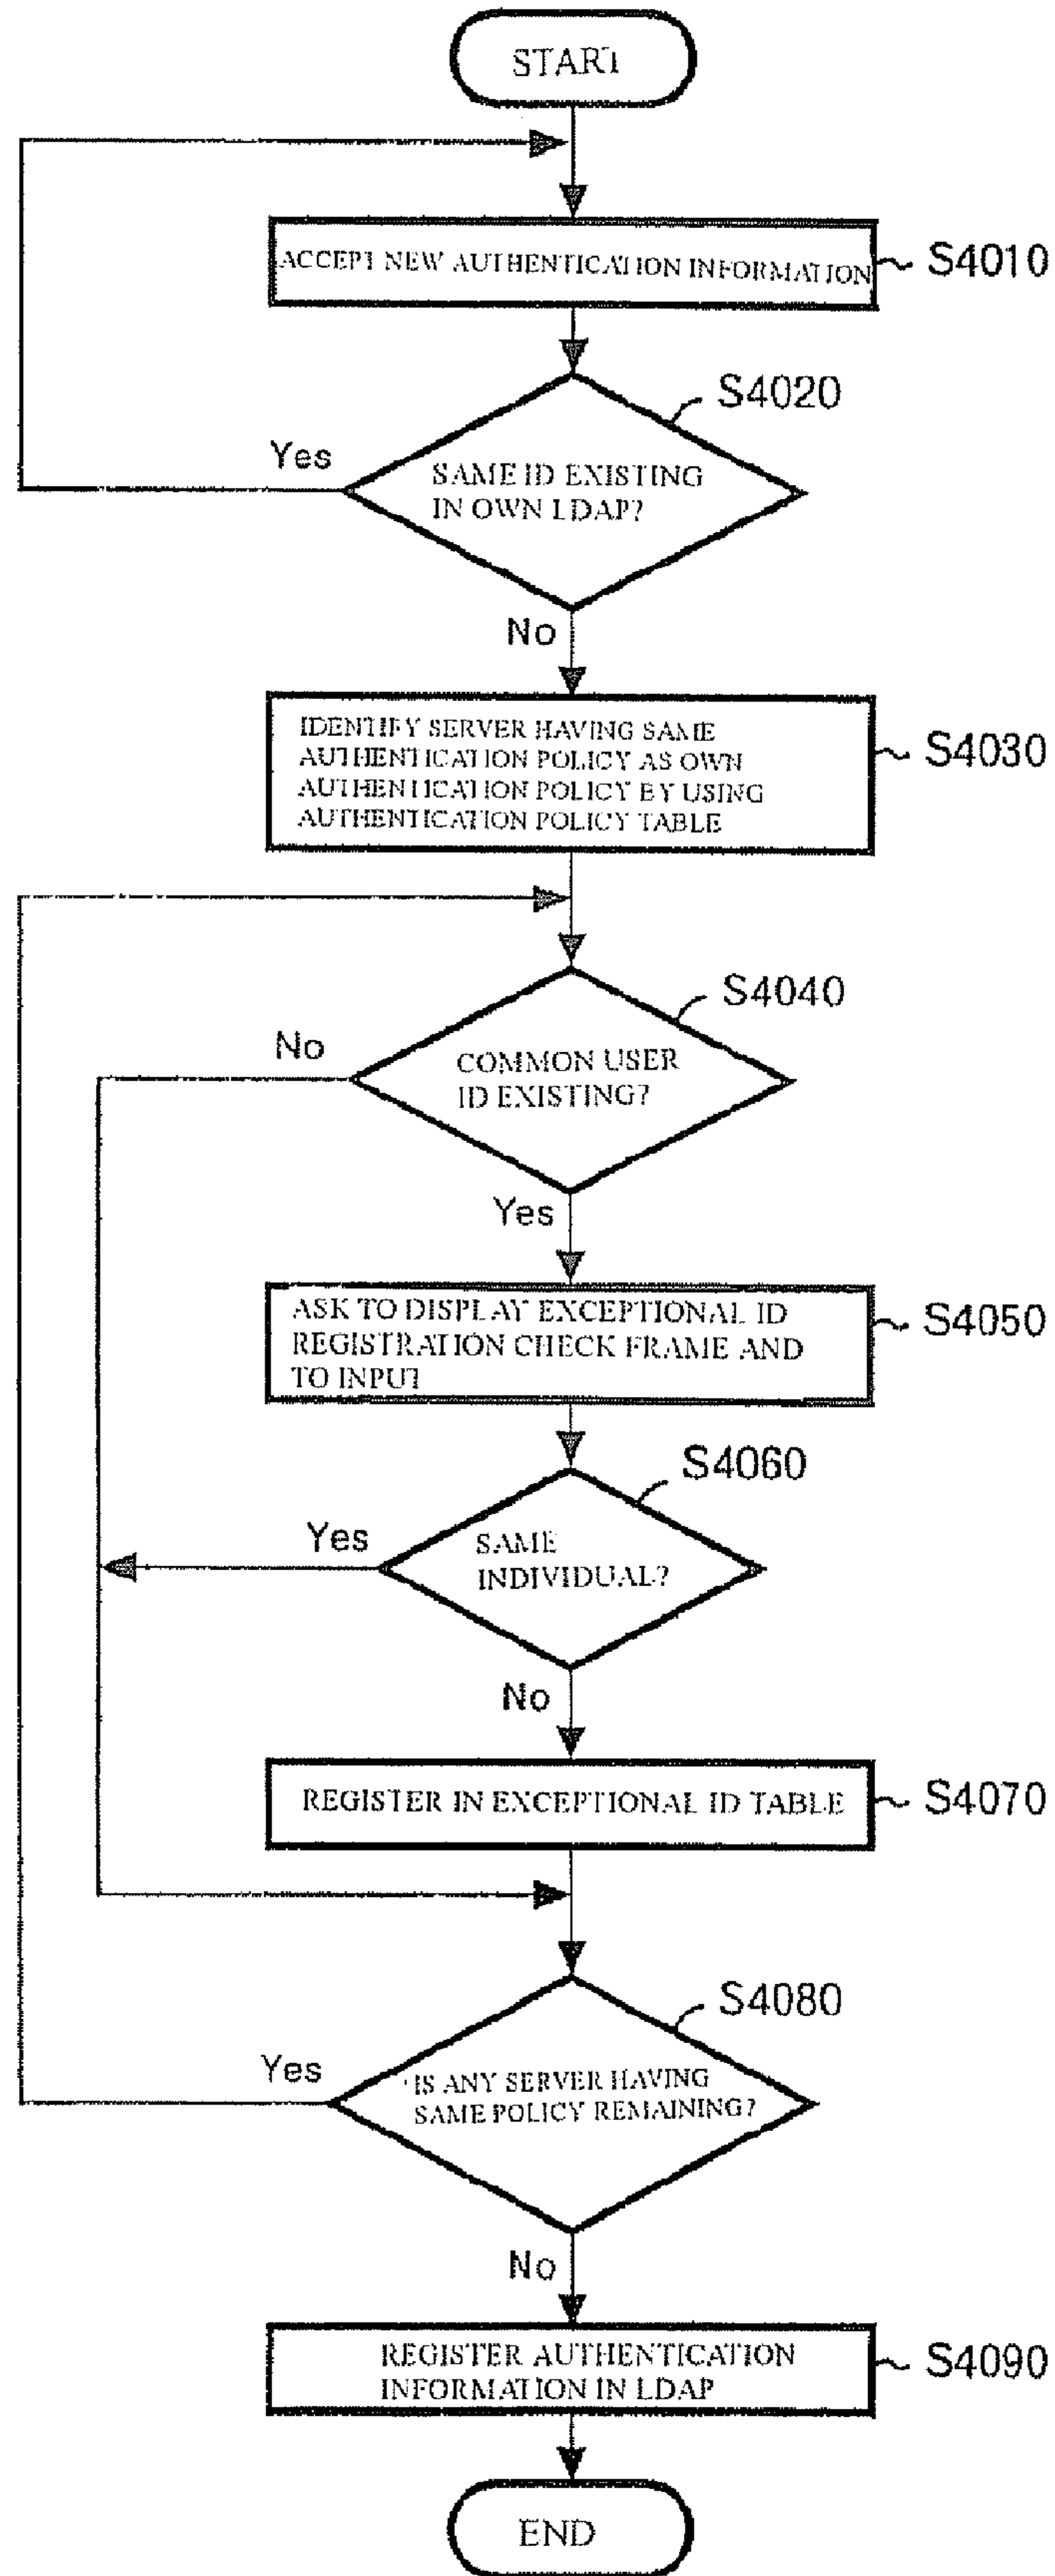 START
ACCEPT NEW AUTHENTICATION INFORMATION
S4010
S4020
Yes
SAME ID EXISTING
IN OWN LDAP?
No
IDENTIFY SERVER HAVING SAME
AUTHENTICATION POLICY AS OWN
AUTHENTICATION POLICY BY USING
AUTHENTICATION POLICY TABLE
S4030
S4040
No
COMMON USER
ID EXISTING?
Yes
ASK TO DISPLAY EXCEPTIONAL ID
REGISTRATION CHECK FRAME AND
TO INPUT
S4050
S4060
Yes
SAME
INDIVIDUAL?
No
REGISTER IN EXCEPTIONAL ID TABLE
S4070
S4080
Yes
IS ANY SERVER HAVING
SAME POLICY REMAINING?
No
REGISTER AUTHENTICATION
INFORMATION IN LDAP
S4090
END